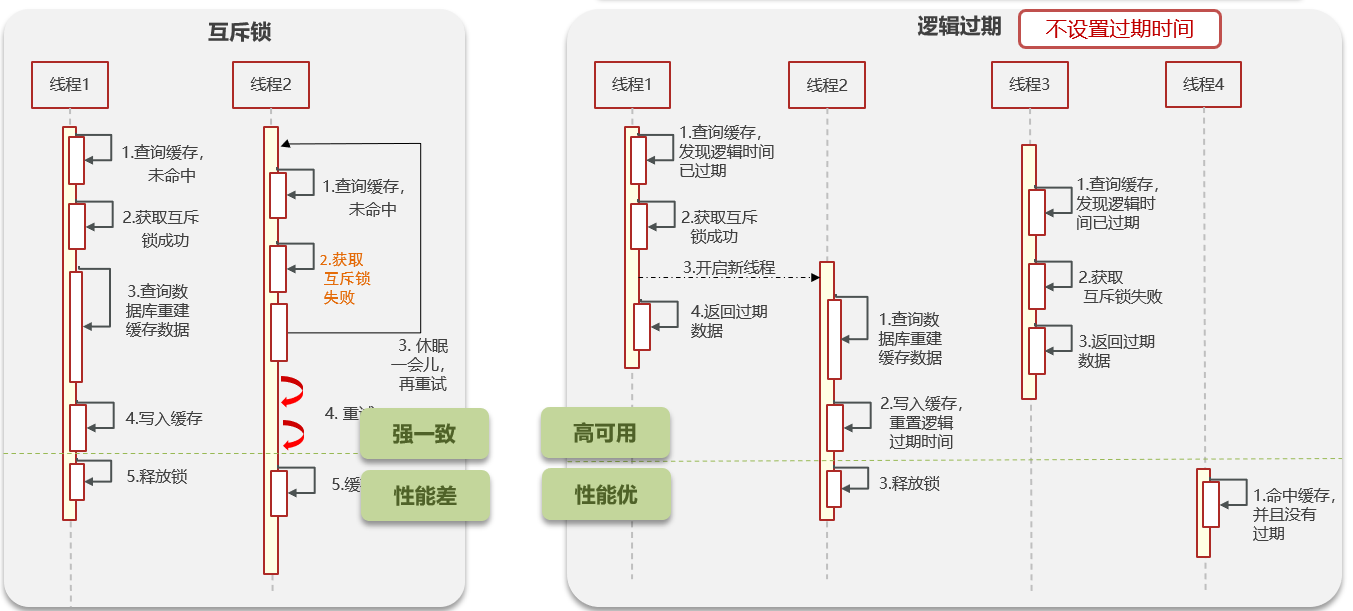 互斥锁
线程1
线程2
1.查询缓存，
未命中
2.获取互斥
锁成功
3.查询数
据库重建
缓存数据
4.写入缓存
5.释放锁
1.查询缓存，
未命中
2.获取
互斥锁
失败
3. 休眠
一会儿，
再重试
4. 重
5.缓
强一致
性能差
逻辑过期
不设置过期时间
线程1
线程2
线程3
线程4
1.查询缓存，
发现逻辑时间
已过期
2.获取互斥
锁成功
3.开启新线程
4.返回过期
数据
1.查询数
据库重建
缓存数据
2.写入缓存，
重置逻辑
过期时间
3.释放锁
1.查询缓存，
发现逻辑时
间已过期
2.获取
互斥锁失败
3.返回过期
数据
1.命中缓存，
并且没有
过期
高可用
性能优